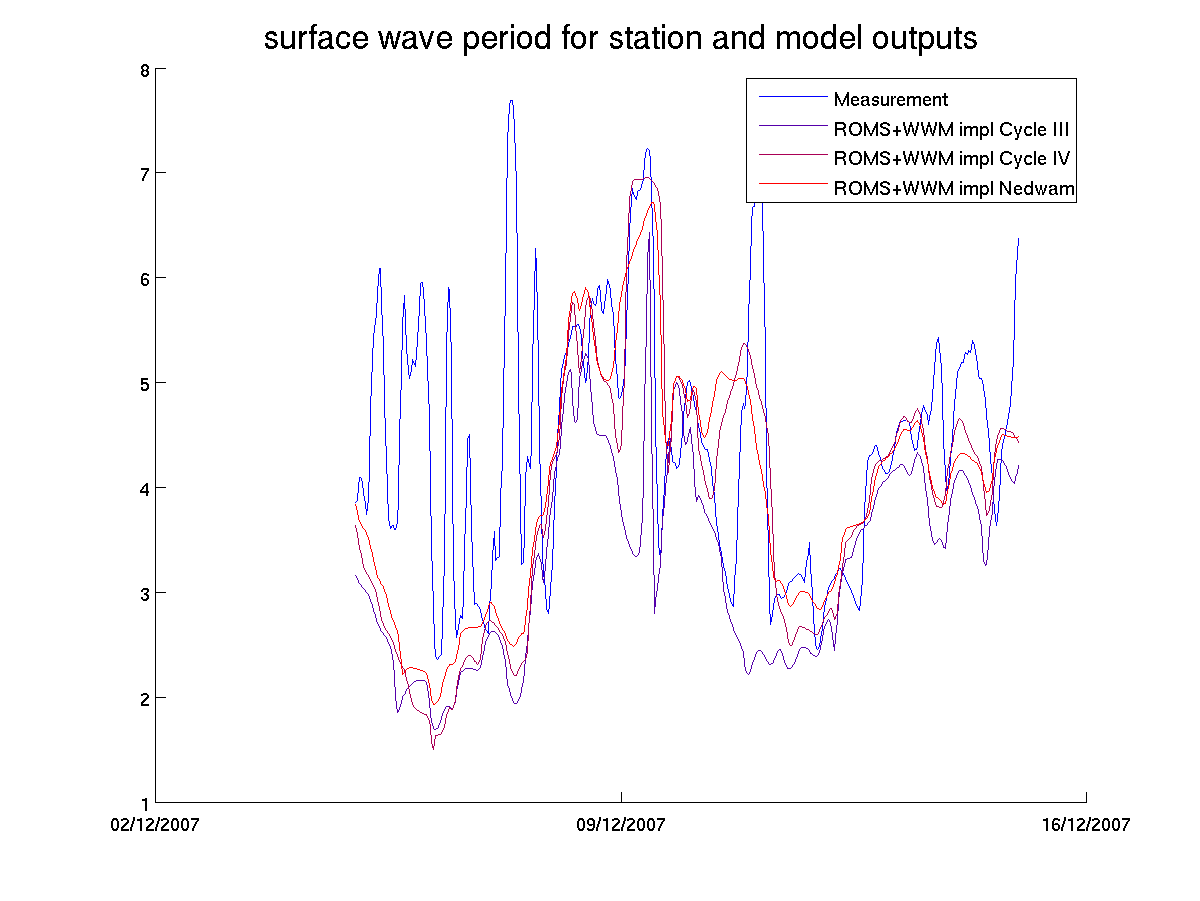 surface wave period for station and model outputs
8
7
6
5
4
3
2
1
Measurement
ROMS+WWM impl Cycle III
ROMS+WWM impl Cycle IV
ROMS+WWM impl Nedwam
02/12/2007 09/12/2007 16/12/2007